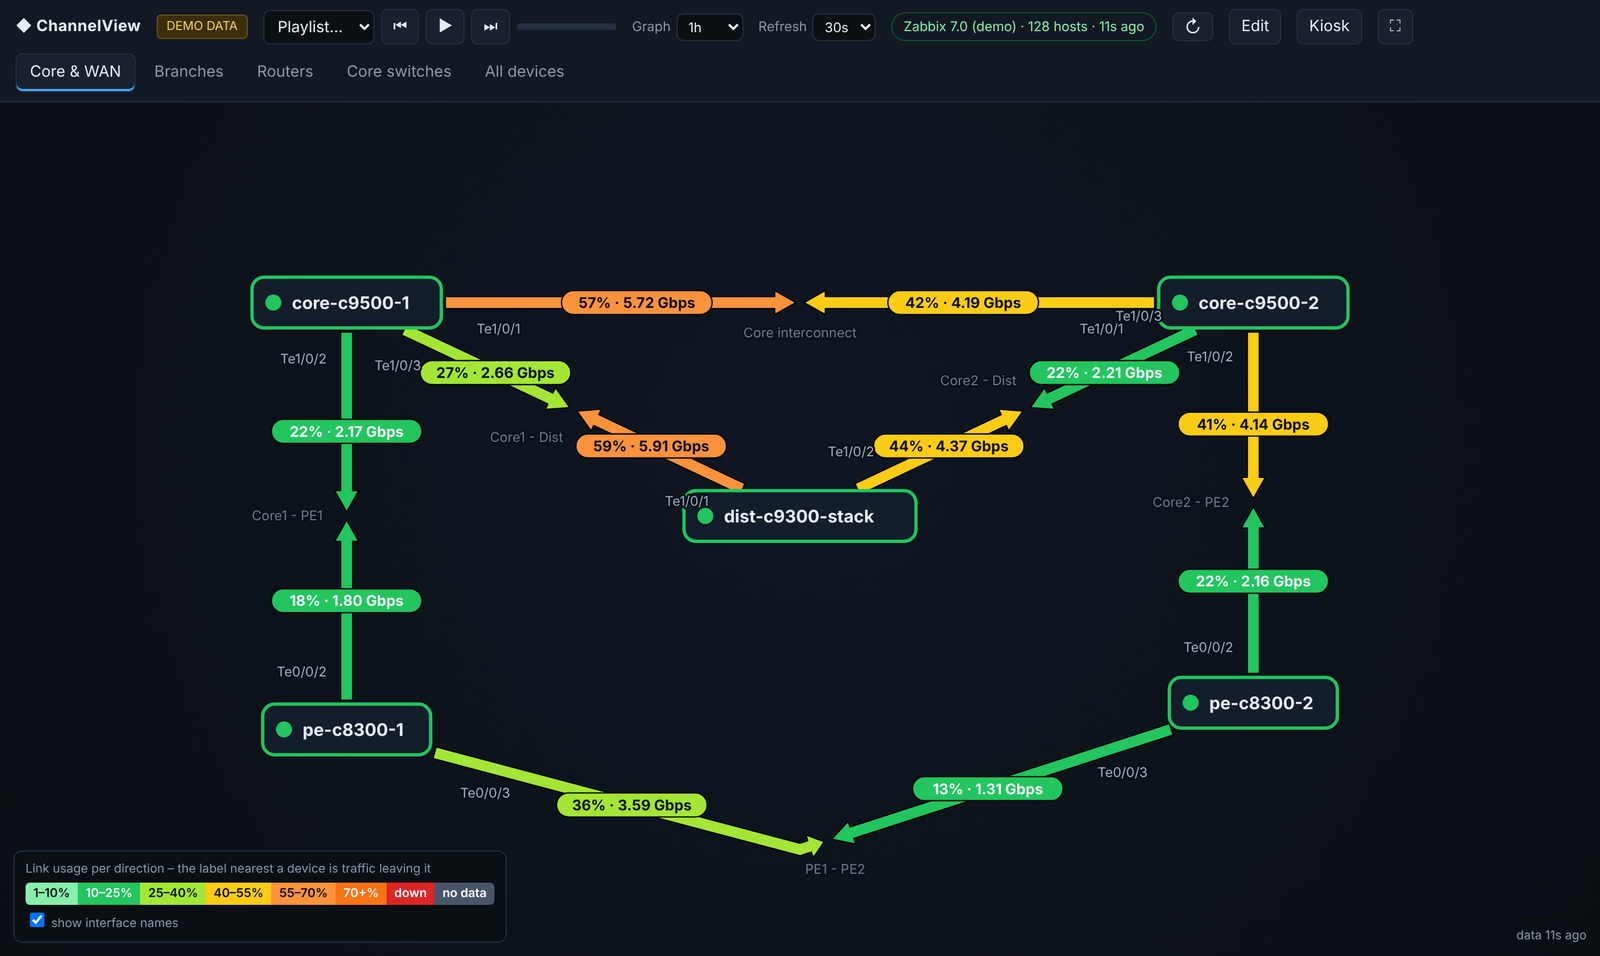 ◆ ChannelView DEMO DATA Playlist... Graph 1h Refresh 30s Zabbix 7.0 (demo) · 128 hosts · 11s ago Edit Kiosk
Core & WAN Branches Routers Core switches All devices
core-c9500-1
57% · 5.72 Gbps
42% · 4.19 Gbps
core-c9500-2
Te1/0/1
Core interconnect
Te1/0/1
Te1/0/3
Te1/0/2
Te1/0/3
27% · 2.66 Gbps
Core2 - Dist
22% · 2.21 Gbps
Te1/0/2
22% · 2.17 Gbps
Core1 - Dist
59% · 5.91 Gbps
Te1/0/2
44% · 4.37 Gbps
41% · 4.14 Gbps
Te1/0/1
dist-c9300-stack
Core1 - PE1
Core2 - PE2
18% · 1.80 Gbps
22% · 2.16 Gbps
Te0/0/2
Te0/0/2
pe-c8300-1
pe-c8300-2
Te0/0/3
36% · 3.59 Gbps
13% · 1.31 Gbps
Te0/0/3
PE1 - PE2
Link usage per direction – the label nearest a device is traffic leaving it
1–10% 10–25% 25–40% 40–55% 55–70% 70+% down no data
show interface names
data 11s ago